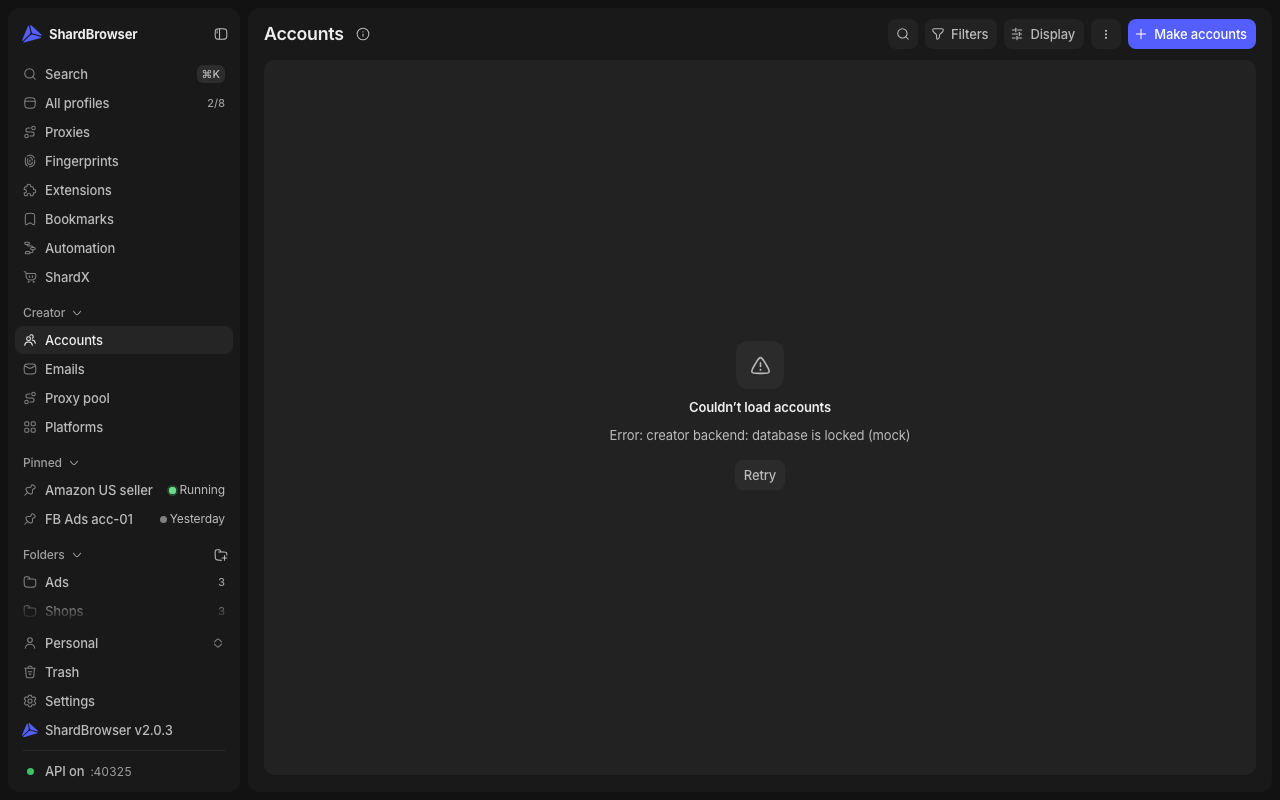 ShardBrowser
Search ⌘K
All profiles 2/8
Proxies
Fingerprints
Extensions
Bookmarks
Automation
ShardX
Creator
Accounts
Emails
Proxy pool
Platforms
Pinned
Amazon US seller Running
FB Ads acc-01 Yesterday
Folders
Ads 3
Shops 3
Personal
Trash
Settings
ShardBrowser v2.0.3
API on :40325
Accounts
Filters
Display
Make accounts
Couldn’t load accounts
Error: creator backend: database is locked (mock)
Retry